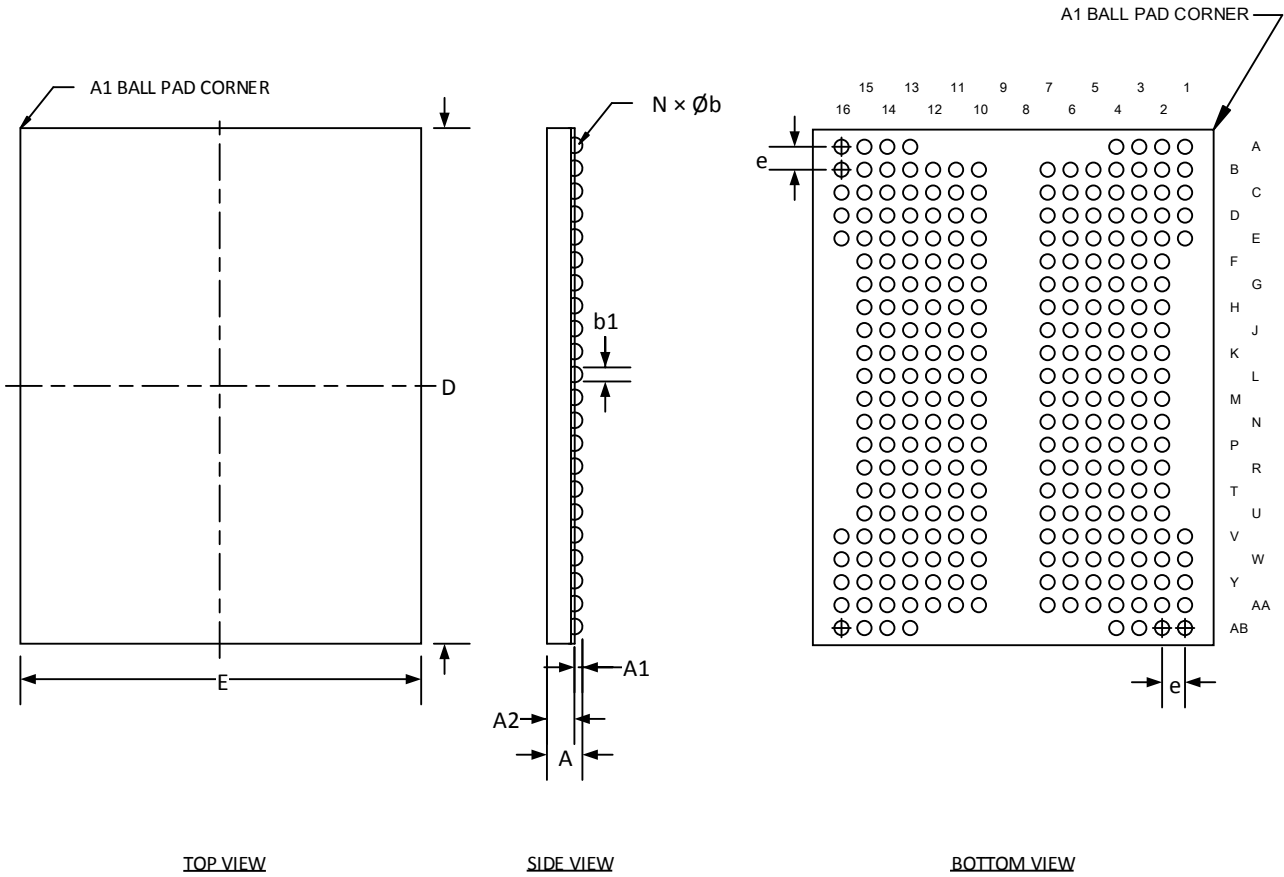 A1 BALL PAD CORNER
A1 BALL PAD CORNER
N × Øb
15 13 11 9 7 5 3 1
16 14 12 10 8 6 4 2
e
A
B
C
D
E
F
G
H
J
K
L
M
N
P
R
T
U
V
W
Y
AA
AB
b1
D
E
A1
A2
A
e
TOP VIEW
SIDE VIEW
BOTTOM VIEW